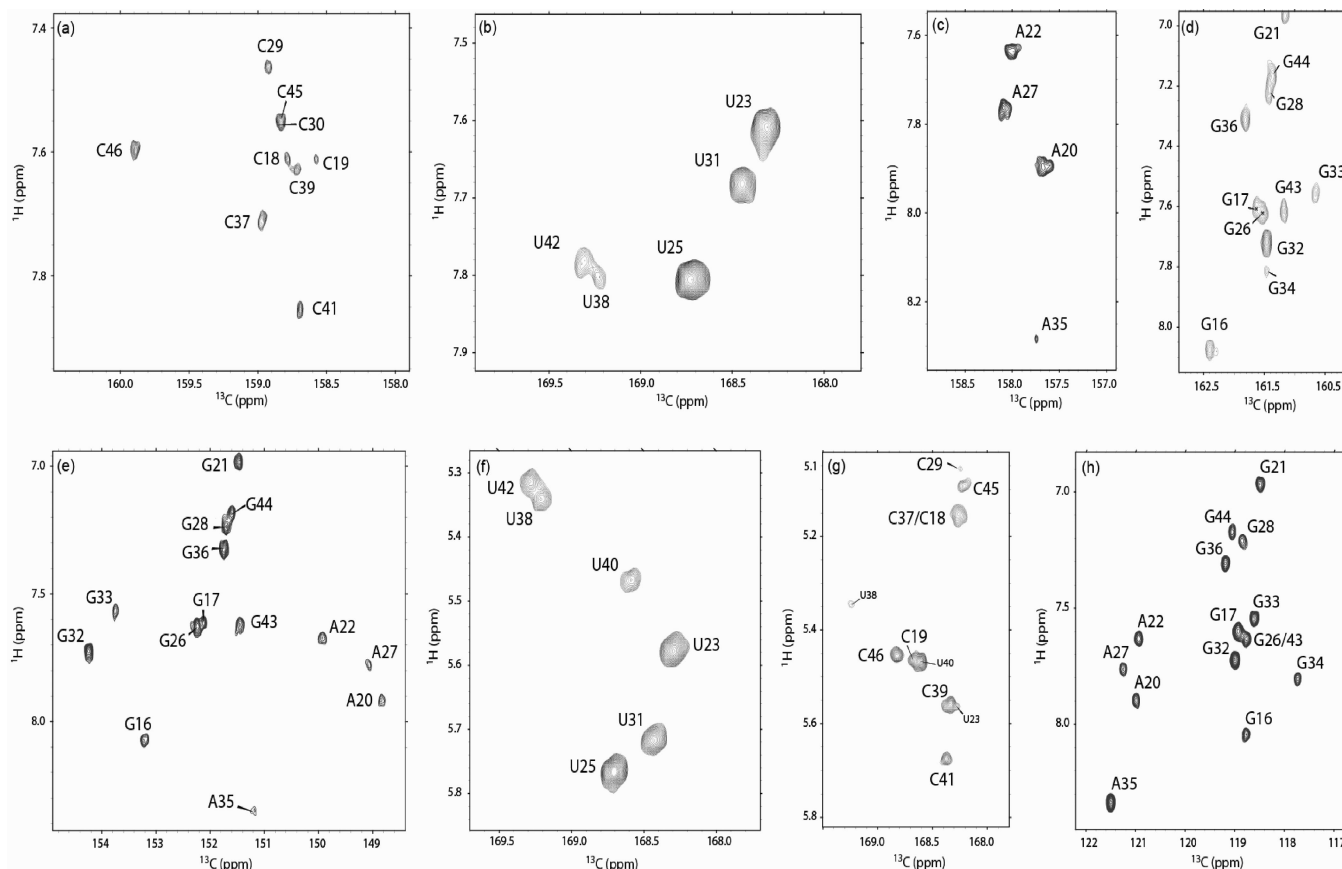 (a)
7.4
7.6
7.8
¹H (ppm)
C29
C45
C30
C46
C18
C19
C39
C37
C41
160.0 159.5 159.0 158.5 158.0
¹³C (ppm)
(b)
7.5
7.6
7.7
7.8
7.9
¹H (ppm)
U23
U31
U42
U25
U38
169.5 169.0 168.5 168.0
¹³C (ppm)
(c)
7.6
7.8
8.0
8.2
¹H (ppm)
A22
A27
A20
A35
158.5 158.0 157.5 157.0
¹³C (ppm)
(d)
7.0
7.2
7.4
7.6
7.8
8.0
¹H (ppm)
G21
G44
G28
G36
G33
G17
G43
G26
G32
G34
G16
162.5 161.5 160.5
¹³C (ppm)
(e)
7.0
7.5
8.0
¹H (ppm)
G21
G44
G28
G36
G33
G17
G32
G26
G43
A22
A27
A20
G16
A35
154 153 152 151 150 149
¹³C (ppm)
(f)
5.3
5.4
5.5
5.6
5.7
5.8
¹H (ppm)
U42
U38
U40
U23
U31
U25
169.5 169.0 168.5 168.0
¹³C (ppm)
(g)
5.1
5.2
5.4
5.6
5.8
¹H (ppm)
C29
C45
C37/C18
U38
C19
C46
U40
C39
U23
C41
169.0 168.5 168.0
¹³C (ppm)
(h)
7.0
7.5
8.0
¹H (ppm)
G21
G44
G28
G36
G33
G17
A22
G26/43
A27
G32
G34
A20
G16
A35
122 121 120 119 118 117
¹³C (ppm)